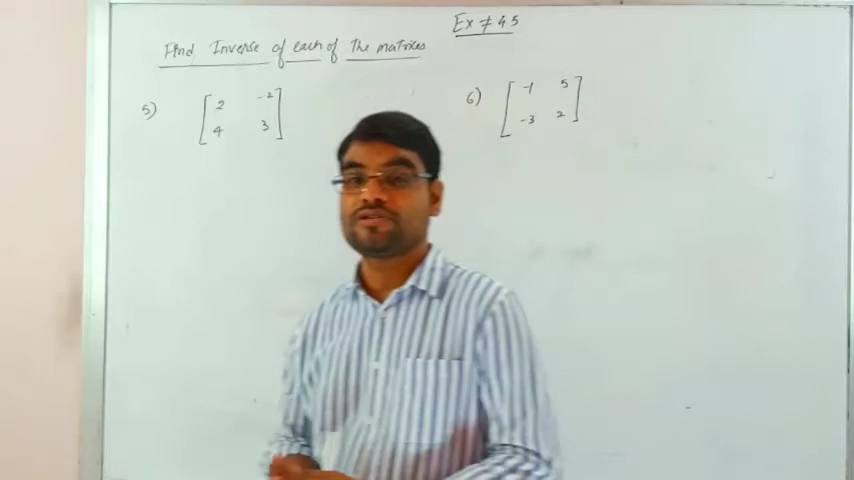 Ex ≠ 4.5
Find Inverse of each of The matrices
5) [2 -2
4 3]
6) [-1 5
-3 2]